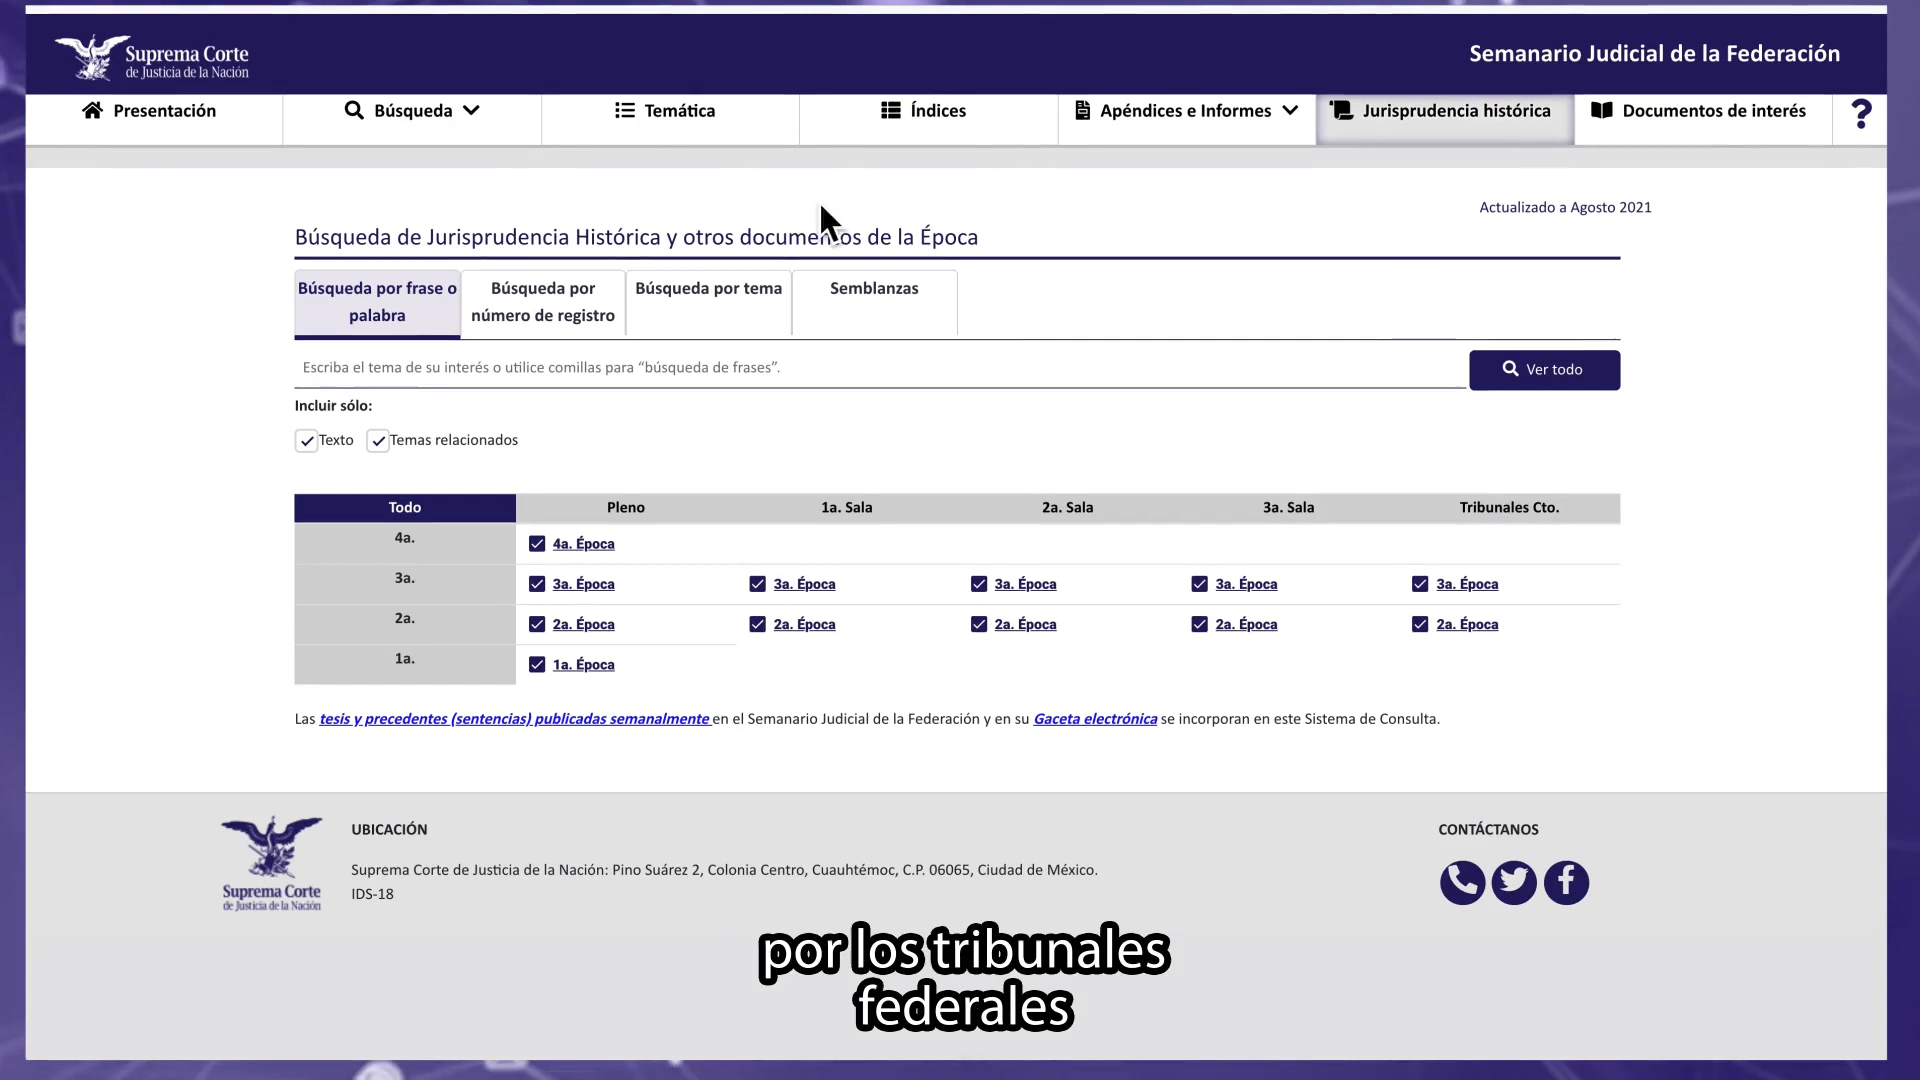 Suprema Corte
de Justicia de la Nación
Semanario Judicial de la Federación
Presentación
Búsqueda
Temática
Índices
Apéndices e Informes
Jurisprudencia histórica
Documentos de interés
?
Actualizado a Agosto 2021
Búsqueda de Jurisprudencia Histórica y otros documentos de la Época
Búsqueda por frase o
palabra
Búsqueda por
número de registro
Búsqueda por tema
Semblanzas
Escriba el tema de su interés o utilice comillas para “búsqueda de frases”.
Ver todo
Incluir sólo:
Texto Temas relacionados
Todo Pleno 1a. Sala 2a. Sala 3a. Sala Tribunales Cto.
4a. 4a. Época
3a. 3a. Época 3a. Época 3a. Época 3a. Época 3a. Época
2a. 2a. Época 2a. Época 2a. Época 2a. Época 2a. Época
1a. 1a. Época
Las tesis y precedentes (sentencias) publicadas semanalmente en el Semanario Judicial de la Federación y en su Gaceta electrónica se incorporan en este Sistema de Consulta.
Suprema Corte
de Justicia de la Nación
UBICACIÓN
Suprema Corte de Justicia de la Nación: Pino Suárez 2, Colonia Centro, Cuauhtémoc, C.P. 06065, Ciudad de México.
IDS-18
CONTÁCTANOS
por los tribunales
federales